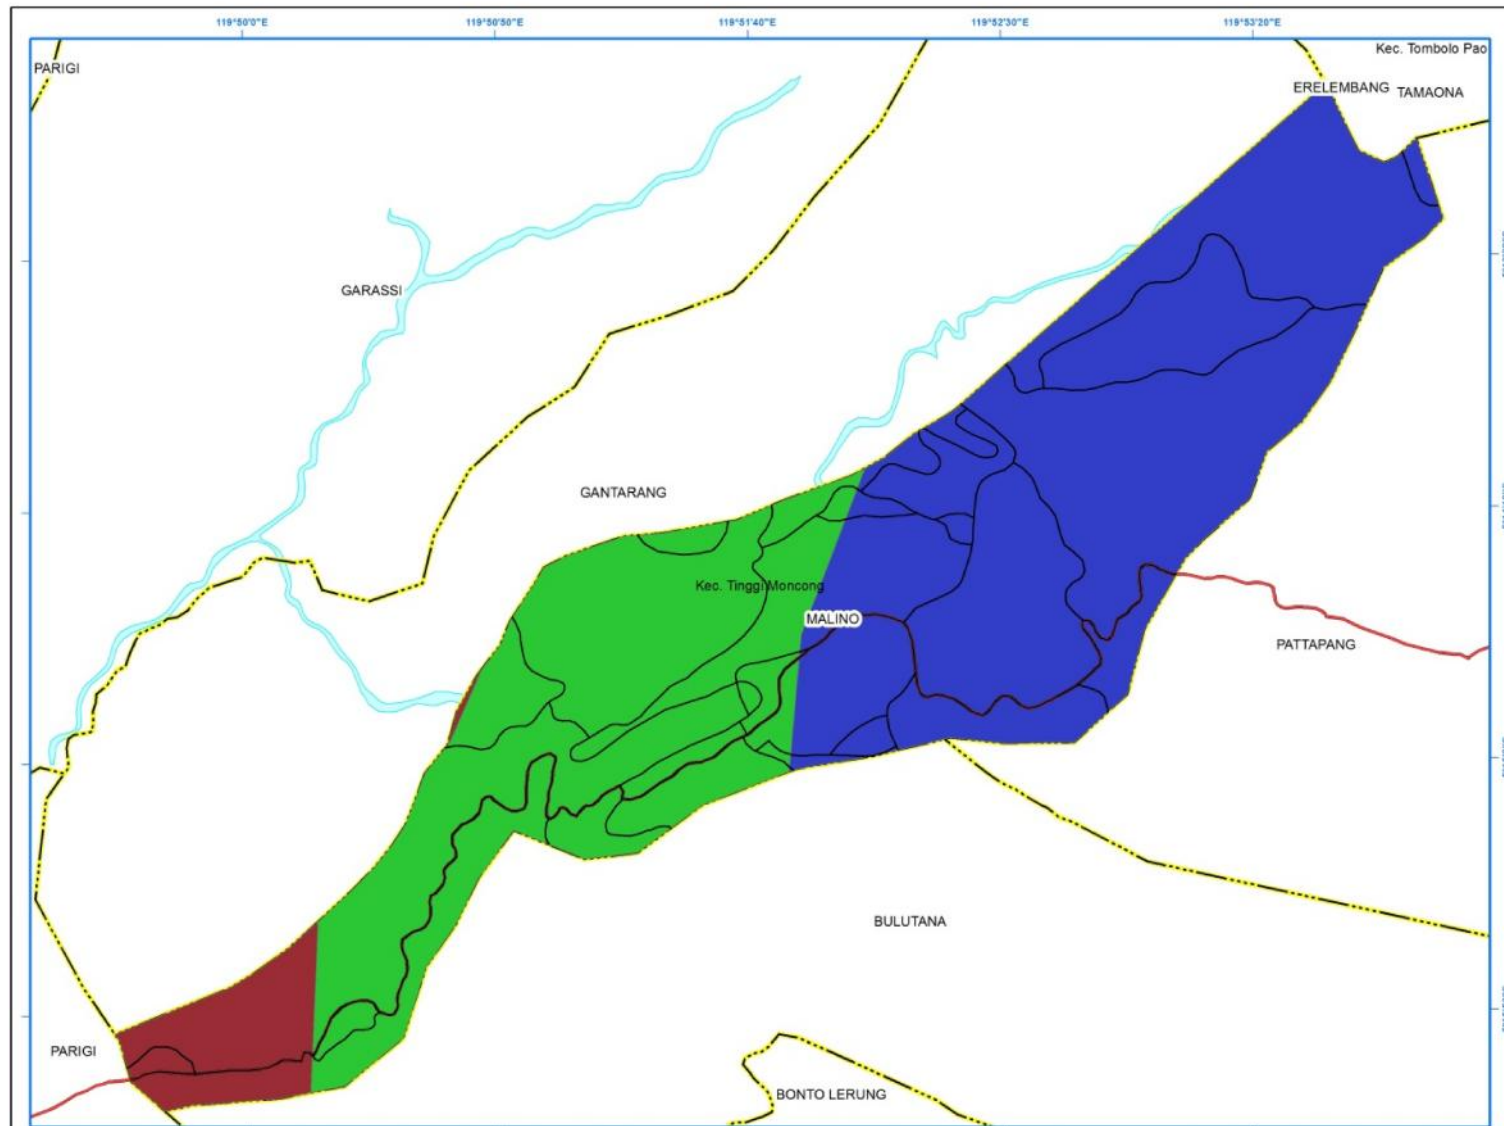 119°50'0"E 119°50'50"E 119°51'40"E 119°52'30"E 119°53'20"E
Kec. Tombolo Pao
PARIGI
ERELEMBANG TAMAONA
GARASSI
GANTARANG
Kec. Tinggi Moncong
MALINO
PATTAPANG
BULUTANA
PARIGI
BONTO LERUNG